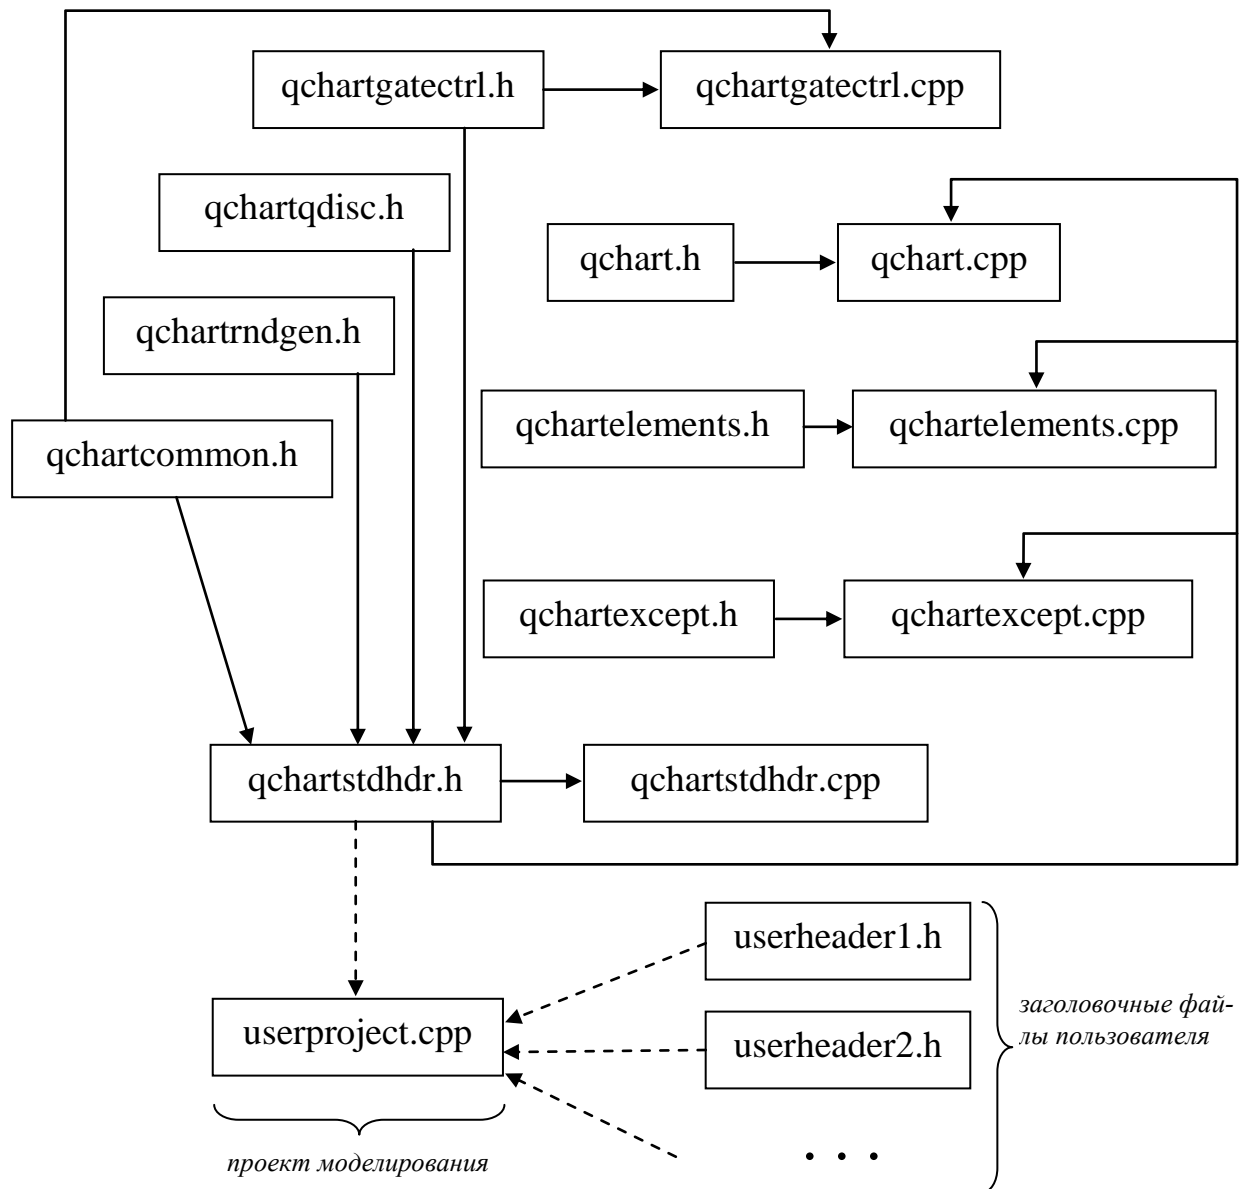 qchartgatectrl.h
qchartgatectrl.cpp
qchartqdisc.h
qchart.h
qchart.cpp
qchartrndgen.h
qchartelements.h
qchartelements.cpp
qchartcommon.h
qchartexcept.h
qchartexcept.cpp
qchartstdhdr.h
qchartstdhdr.cpp
userheader1.h
userproject.cpp
userheader2.h
заголовочные фай-
лы пользователя
. . .
проект моделирования